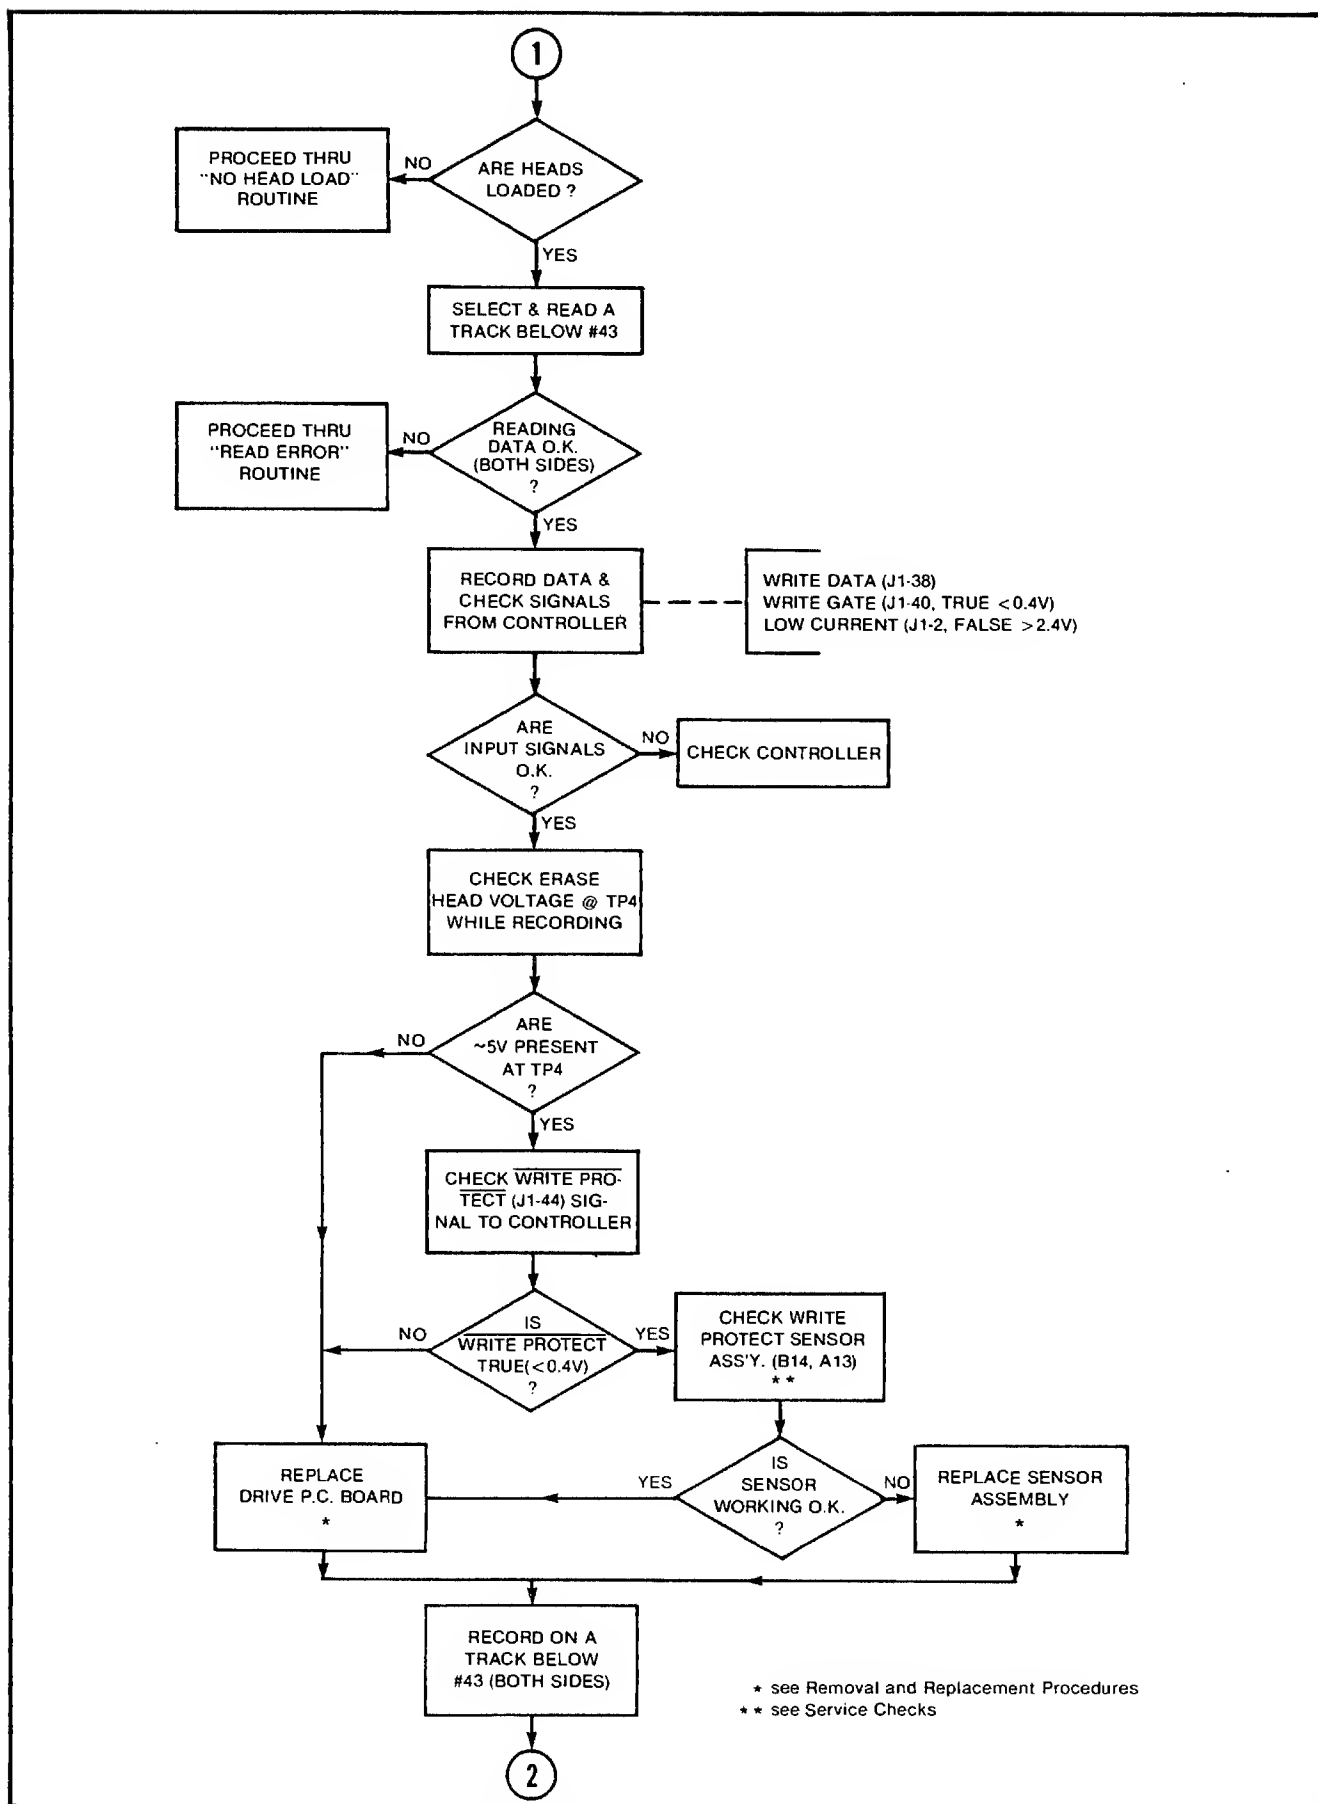 1
ARE HEADS
LOADED ?
NO
PROCEED THRU
"NO HEAD LOAD"
ROUTINE
YES
SELECT & READ A
TRACK BELOW #43
READING
DATA O.K.
(BOTH SIDES)
?
NO
PROCEED THRU
"READ ERROR"
ROUTINE
YES
RECORD DATA &
CHECK SIGNALS
FROM CONTROLLER
WRITE DATA (J1-38)
WRITE GATE (J1-40, TRUE <0.4V)
LOW CURRENT (J1-2, FALSE >2.4V)
ARE
INPUT SIGNALS
O.K.
?
NO
CHECK CONTROLLER
YES
CHECK ERASE
HEAD VOLTAGE @ TP4
WHILE RECORDING
ARE
~5V PRESENT
AT TP4
?
NO
YES
CHECK WRITE PRO-
TECT (J1-44) SIG-
NAL TO CONTROLLER
IS
WRITE PROTECT
TRUE(<0.4V)
?
NO
YES
CHECK WRITE
PROTECT SENSOR
ASS'Y. (B14, A13)
* *
IS
SENSOR
WORKING O.K.
?
YES
NO
REPLACE
DRIVE P.C. BOARD
*
REPLACE SENSOR
ASSEMBLY
*
RECORD ON A
TRACK BELOW
#43 (BOTH SIDES)
* see Removal and Replacement Procedures
* * see Service Checks
2